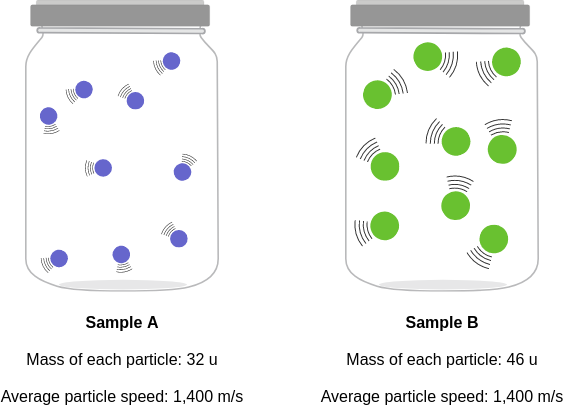 Sample A
Mass of each particle: 32 u
Average particle speed: 1,400 m/s
Sample B
Mass of each particle: 46 u
Average particle speed: 1,400 m/s